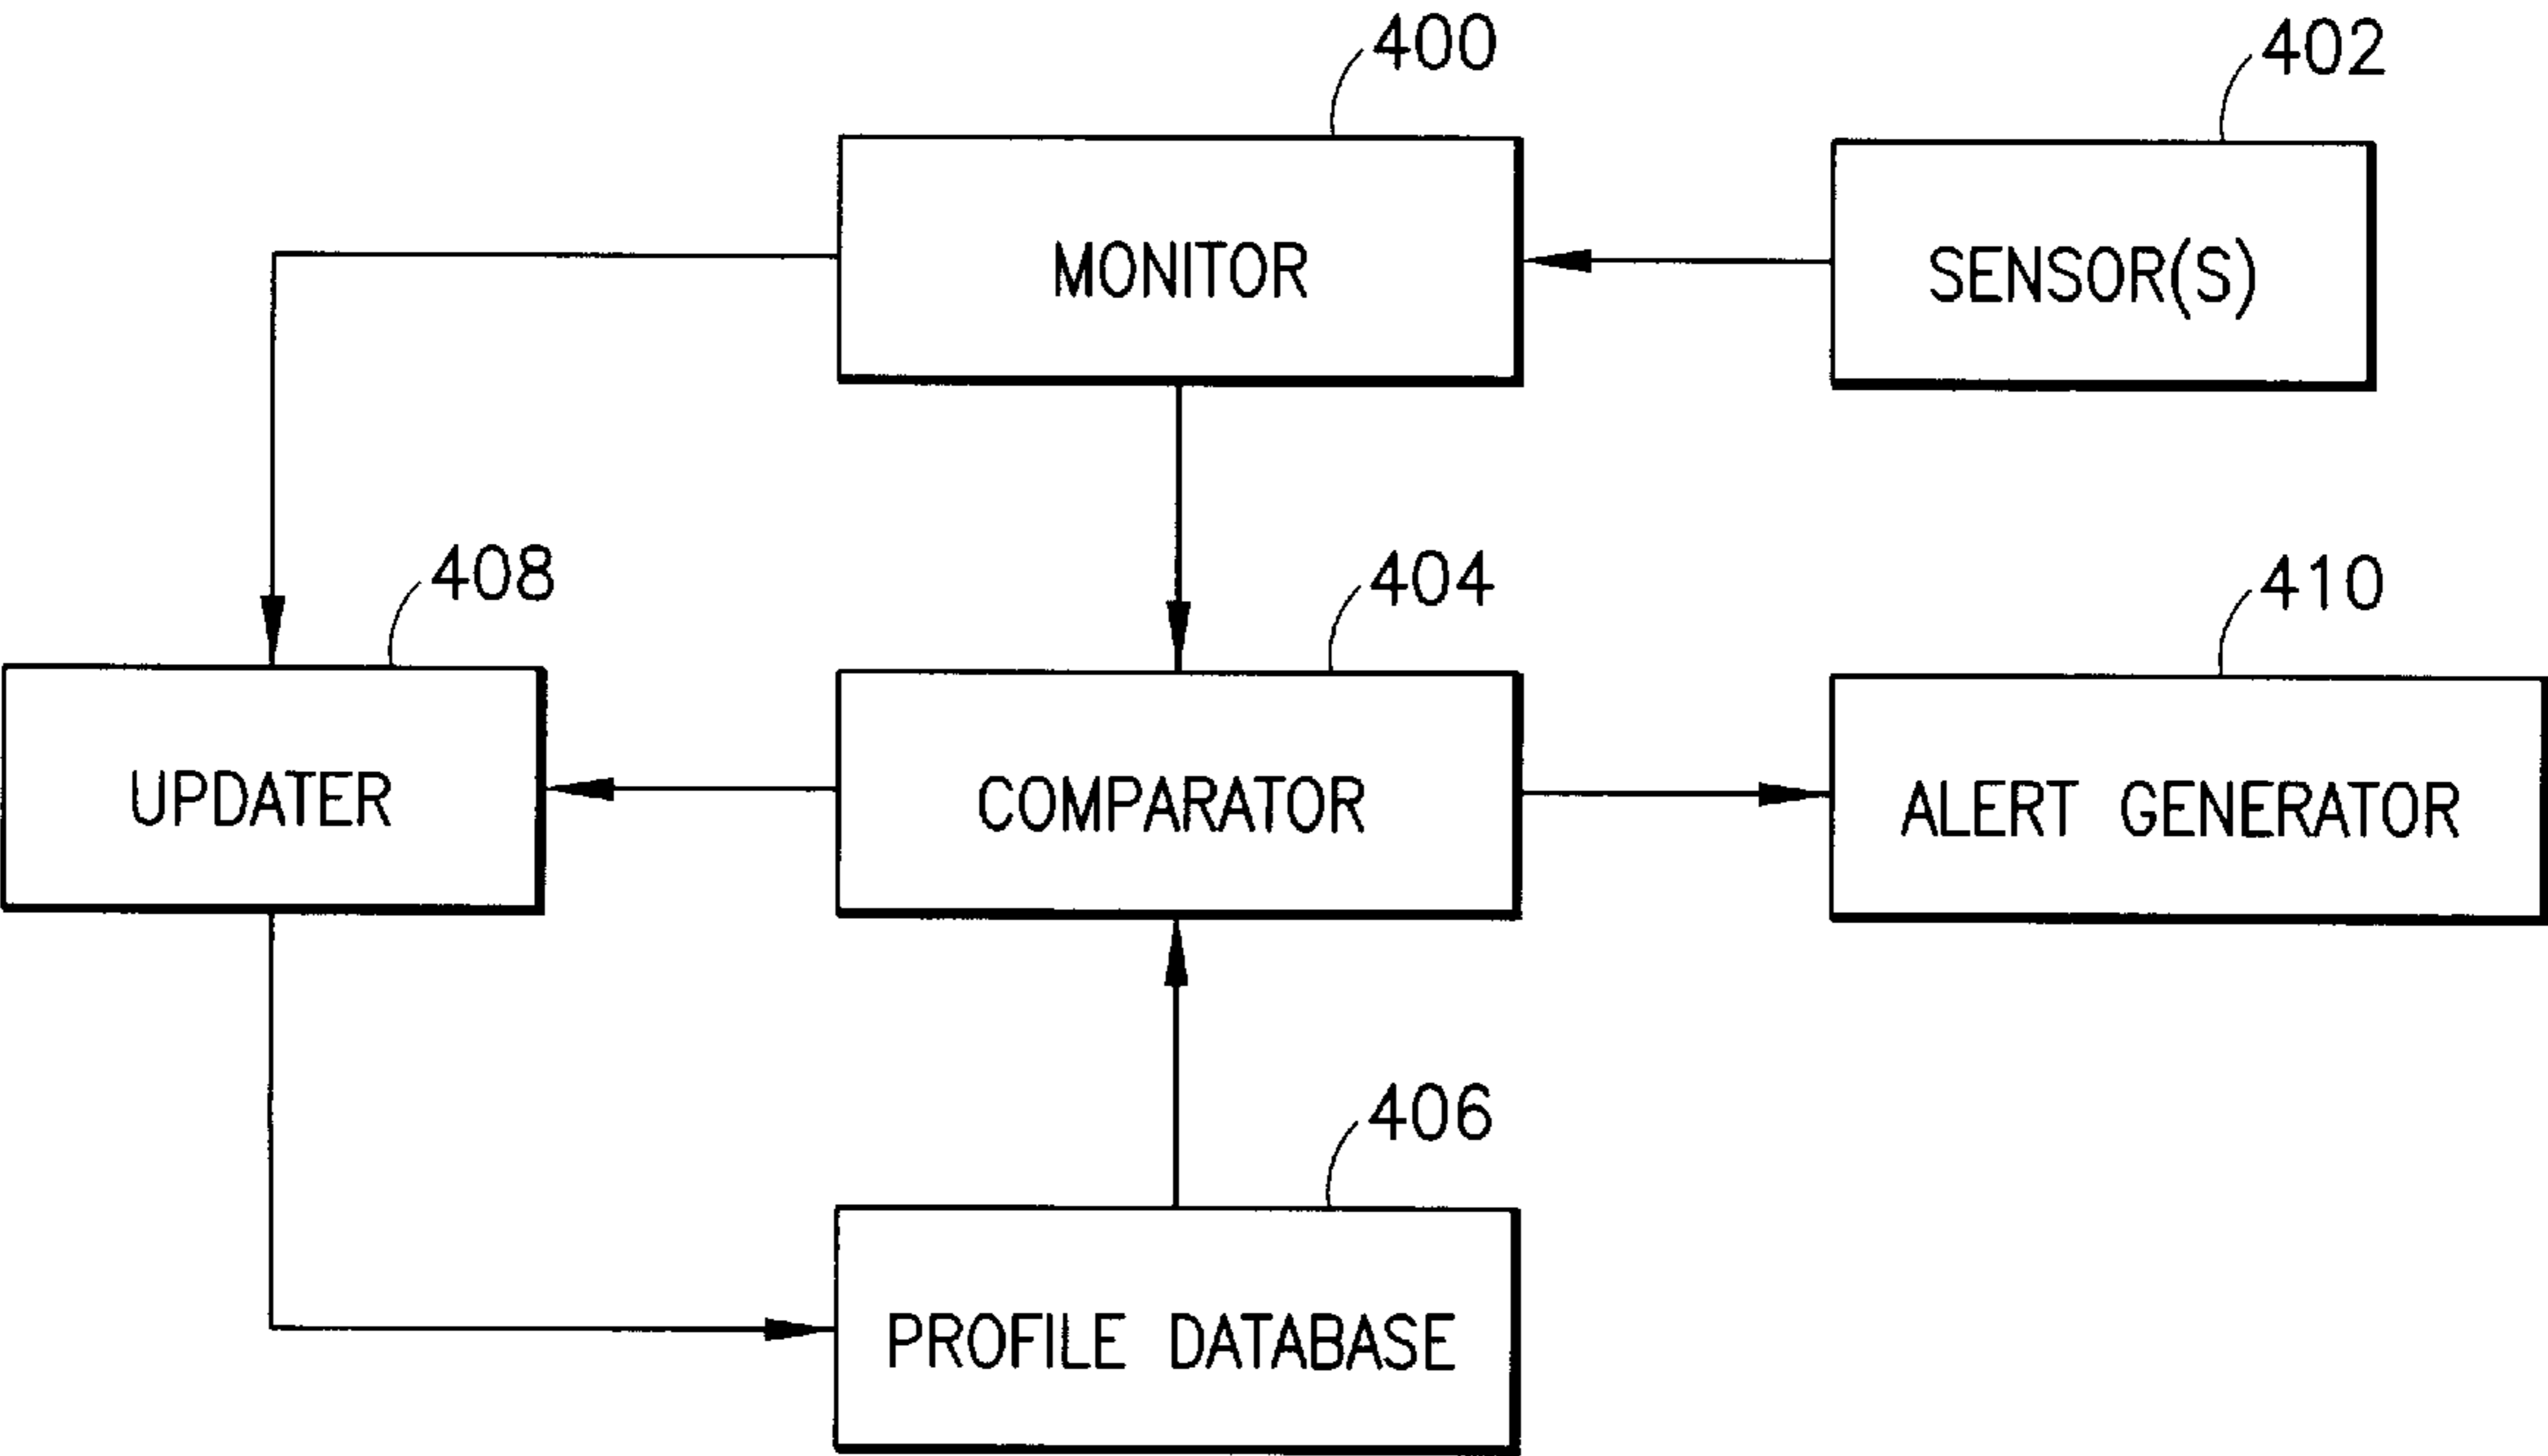 400
402
MONITOR
SENSOR(S)
408
404
410
UPDATER
COMPARATOR
ALERT GENERATOR
406
PROFILE DATABASE